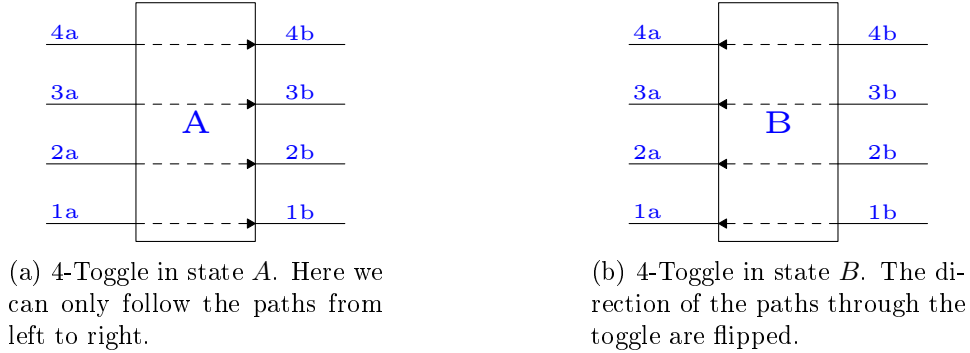 4a 4b 4a 4b
3a 3b 3a 3b
A B
2a 2b 2a 2b
1a 1b 1a 1b
(a) 4-Toggle in state A. Here we
can only follow the paths from
left to right.
(b) 4-Toggle in state B. The di-
rection of the paths through the
toggle are flipped.